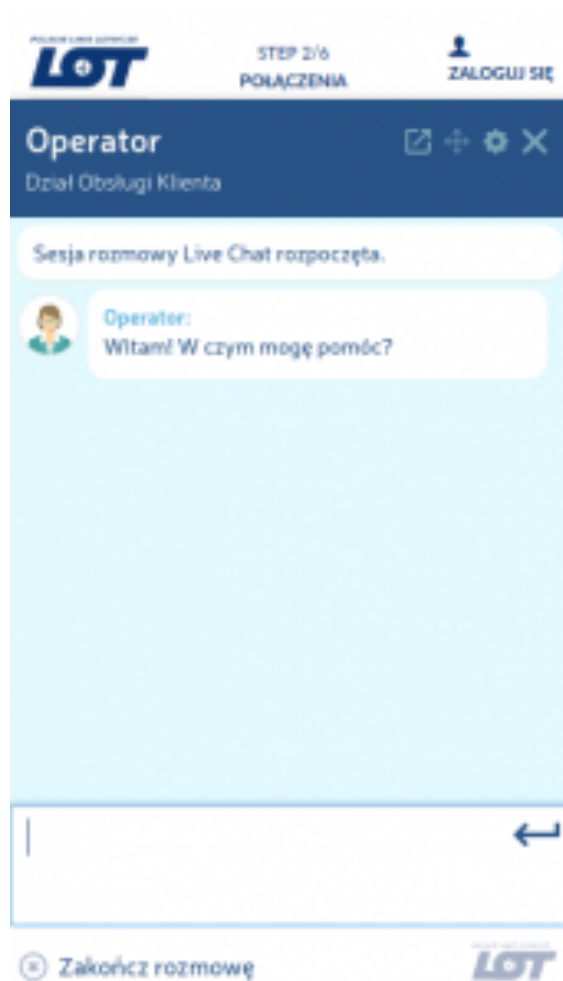 LOT
STEP 2/6
POŁĄCZENIA
ZALOGUJ SIĘ
Operator
Dział Obsługi Klienta
Sesja rozmowy Live Chat rozpoczęta.
Operator:
Witam! W czym mogę pomóc?
Zakończ rozmowę
LOT